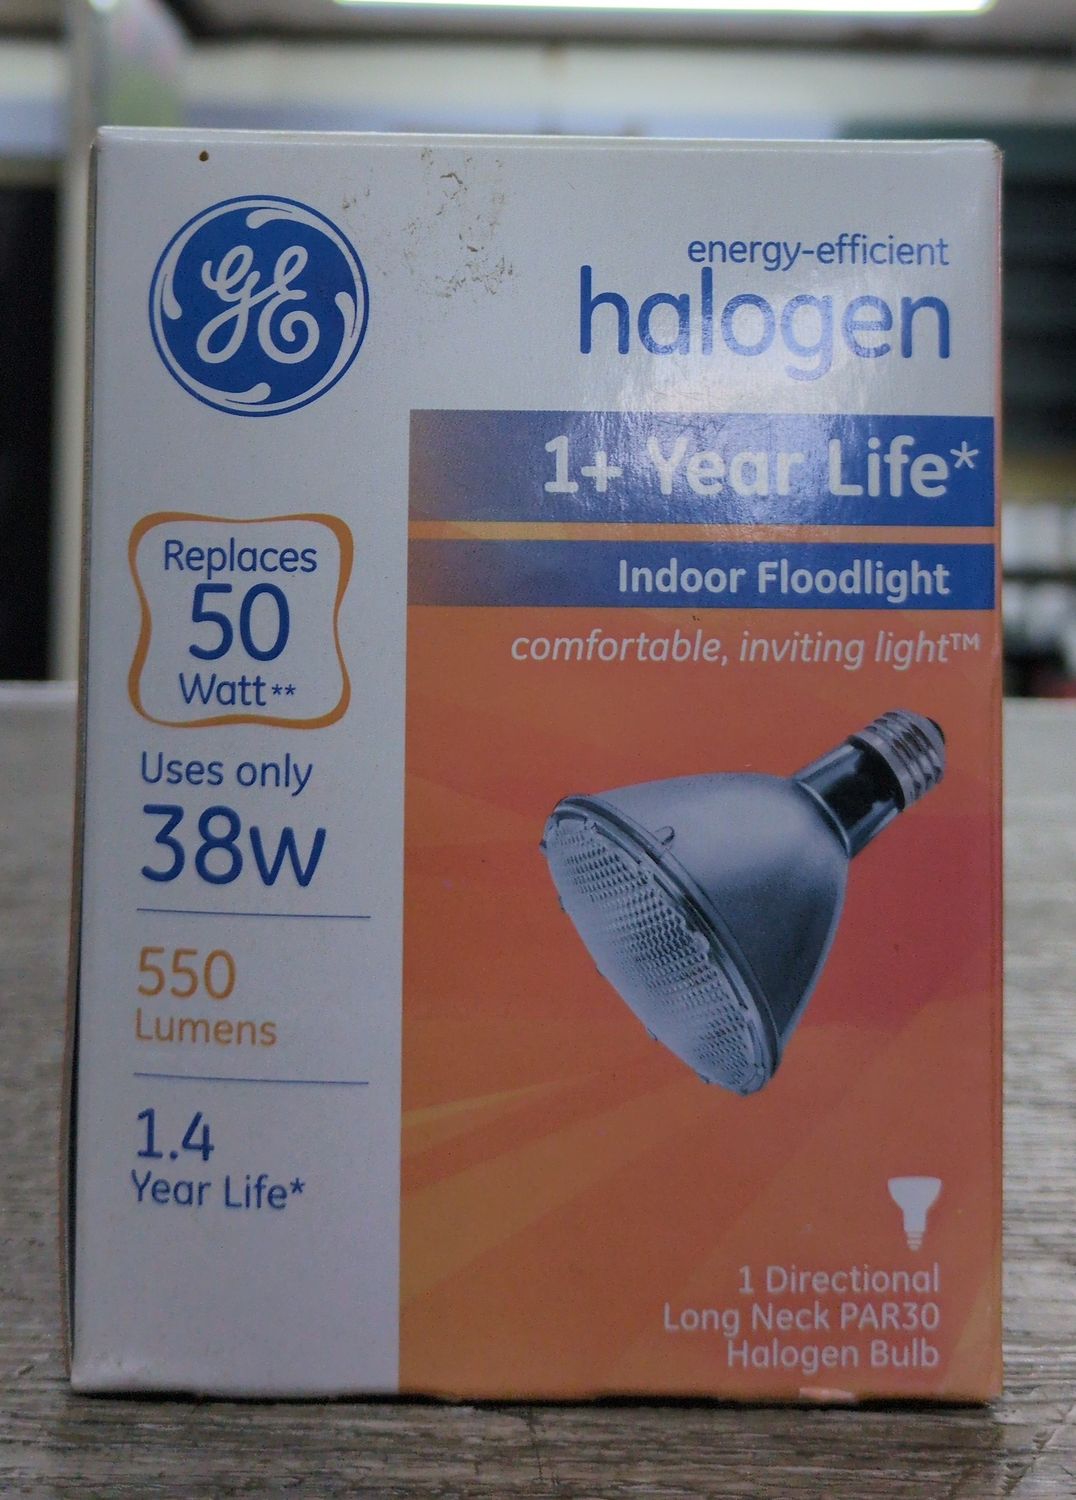 GE
energy-efficient
halogen
1+ Year Life*
Indoor Floodlight
comfortable, inviting light™
Replaces
50
Watt**
Uses only
38w
550
Lumens
1.4
Year Life*
1 Directional
Long Neck PAR30
Halogen Bulb